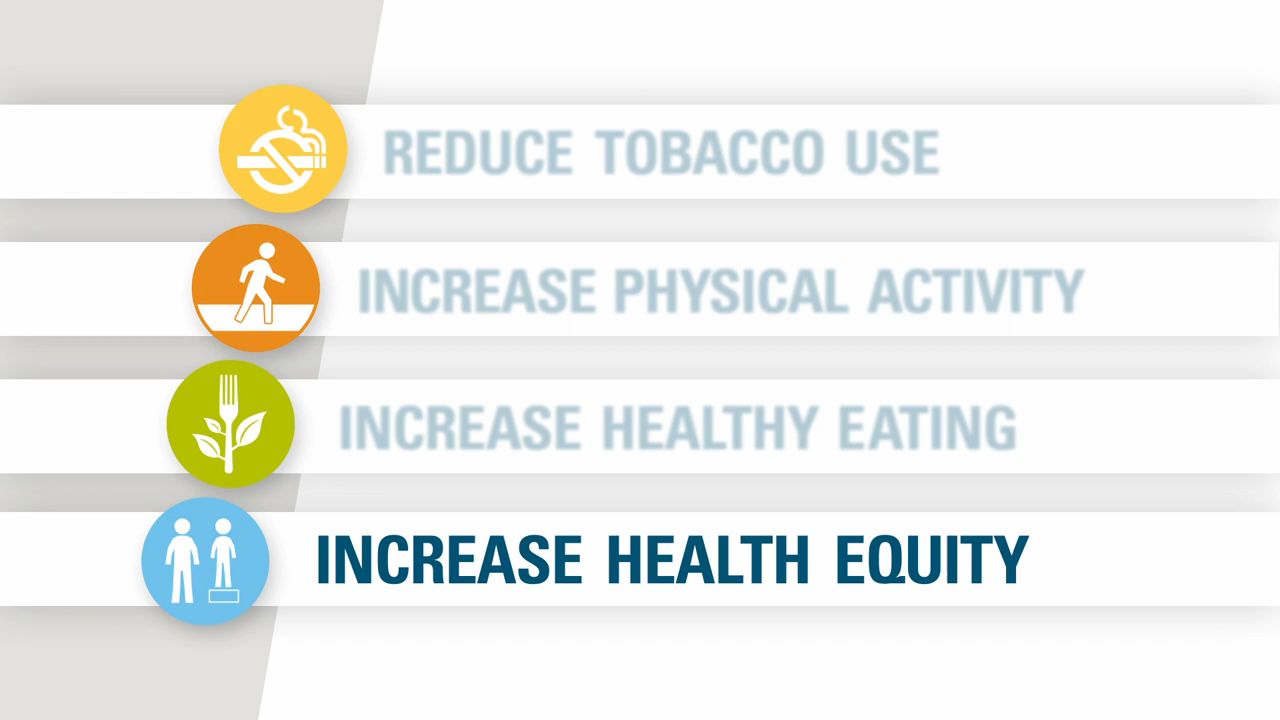 REDUCE TOBACCO USE
INCREASE PHYSICAL ACTIVITY
INCREASE HEALTHY EATING
INCREASE HEALTH EQUITY